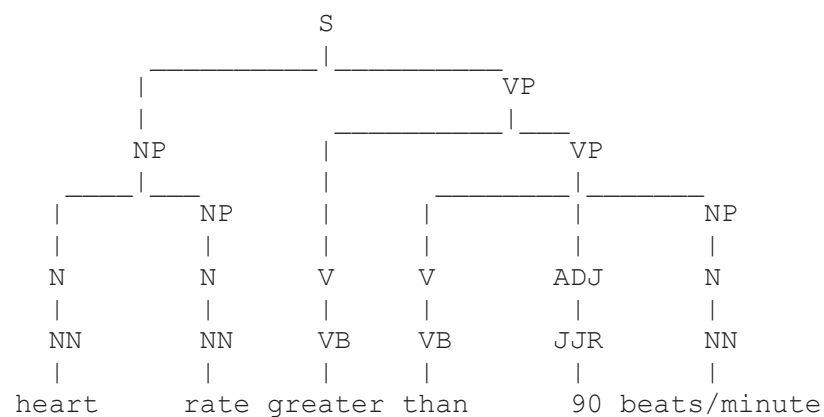 S
VP
NP VP
NP NP
N N V V ADJ N
NN NN VB VB JJR NN
heart rate greater than 90 beats/minute